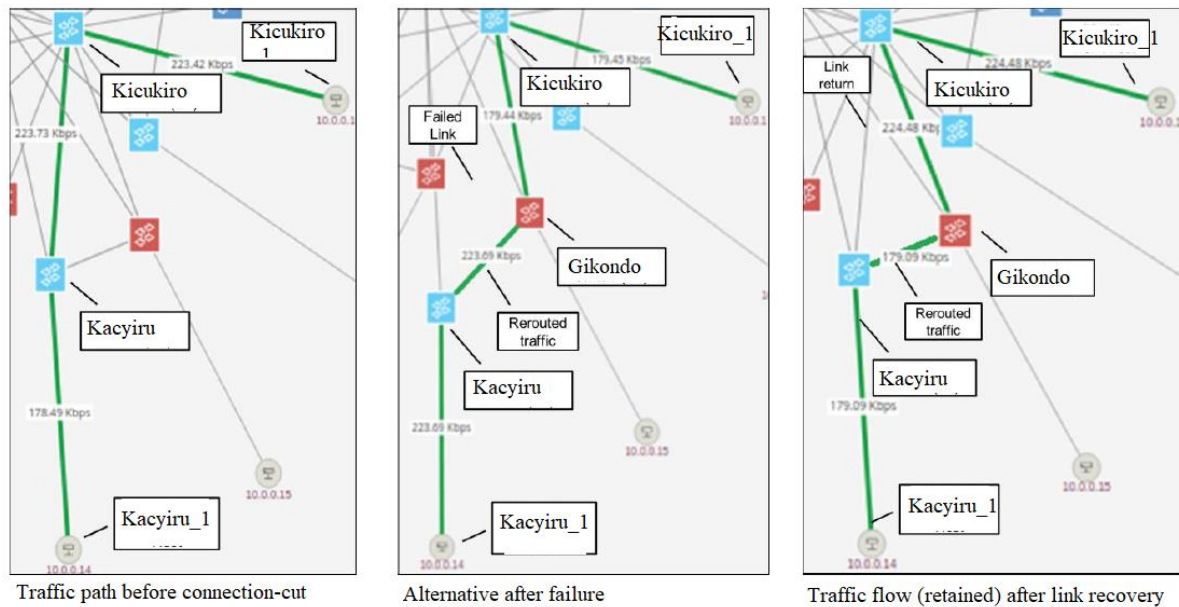 Kicukiro
1
223.42 Kbps
Kicukiro
10.0.0.1
223.73 Kbps
Kacyiru
178.49 Kbps
10.0.0.15
Kacyiru_1
10.0.0.14
Traffic path before connection-cut
Kicukiro_1
179.45 Kbps
Kicukiro
10.0.0.1
179.44 Kbps
Failed
Link
223.69 Kbps
Gikondo
Rerouted
traffic
Kacyiru
223.69 Kbps
10.0.0.15
Kacyiru_1
10.0.0.14
Alternative after failure
Kicukiro_1
Link
return
224.48 Kbps
Kicukiro
10.0.0.1
224.48 Kbp
179.09 Kbps
Gikondo
Rerouted
traffic
Kacyiru
179.09 Kbps
10.0.0.15
Kacyiru_1
10.0.0.14
Traffic flow (retained) after link recovery